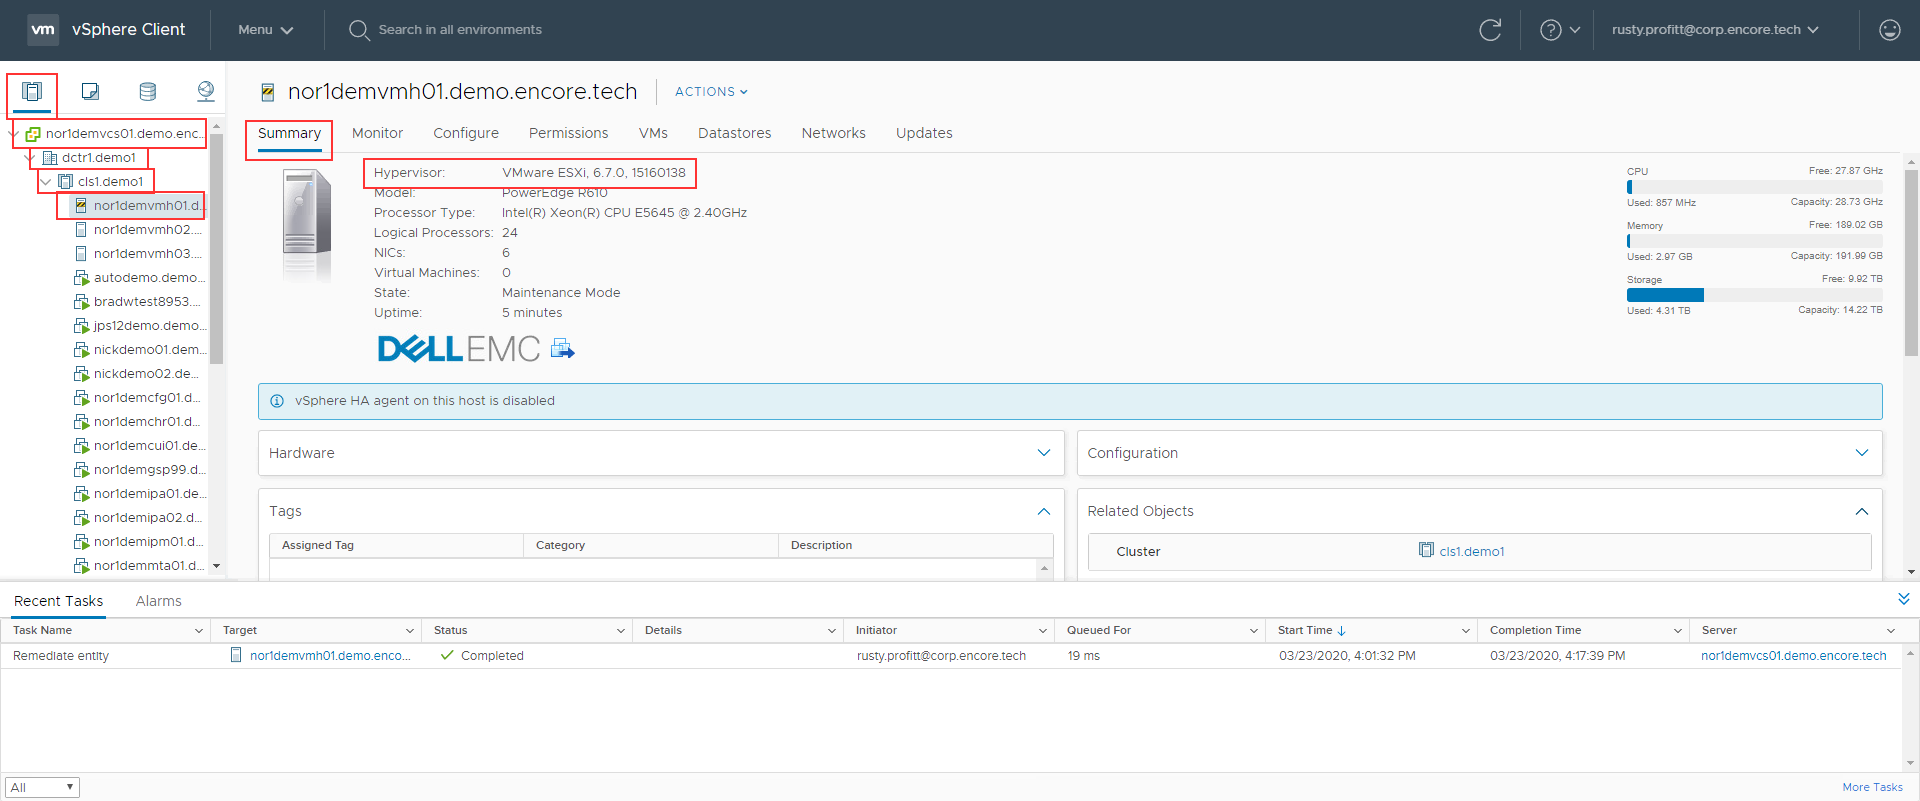 vm vSphere Client Menu Search in all environments rusty.profitt@corp.encore.tech
nor1demvcs01.demo.enc...
dctr1.demo1
cls1.demo1
nor1demvmh01.d...
nor1demvmh02....
nor1demvmh03....
autodemo.demo...
bradwtest8953....
jps12demo.demo...
nickdemo01.dem...
nickdemo02.de...
nor1demcfg01.d...
nor1demchr01.d...
nor1demcui01.de...
nor1demgsp99.d...
nor1demipa01.de...
nor1demipa02.d...
nor1demipm01.d...
nor1demmta01.d...
nor1demvmh01.demo.encore.tech ACTIONS
Summary Monitor Configure Permissions VMs Datastores Networks Updates
Hypervisor: VMware ESXi, 6.7.0, 15160138
Model: PowerEdge R610
Processor Type: Intel(R) Xeon(R) CPU E5645 @ 2.40GHz
Logical Processors: 24
NICs: 6
Virtual Machines: 0
State: Maintenance Mode
Uptime: 5 minutes
DELL EMC
CPU Free: 27.87 GHz
Used: 857 MHz Capacity: 28.73 GHz
Memory Free: 189.02 GB
Used: 2.97 GB Capacity: 191.99 GB
Storage Free: 9.92 TB
Used: 4.31 TB Capacity: 14.22 TB
vSphere HA agent on this host is disabled
Hardware
Configuration
Tags
Assigned Tag Category Description
Related Objects
Cluster cls1.demo1
Recent Tasks Alarms
Task Name Target Status Details Initiator Queued For Start Time Completion Time Server
Remediate entity nor1demvmh01.demo.enco... Completed rusty.profitt@corp.encore.tech 19 ms 03/23/2020, 4:01:32 PM 03/23/2020, 4:17:39 PM nor1demvcs01.demo.encore.tech
All More Tasks